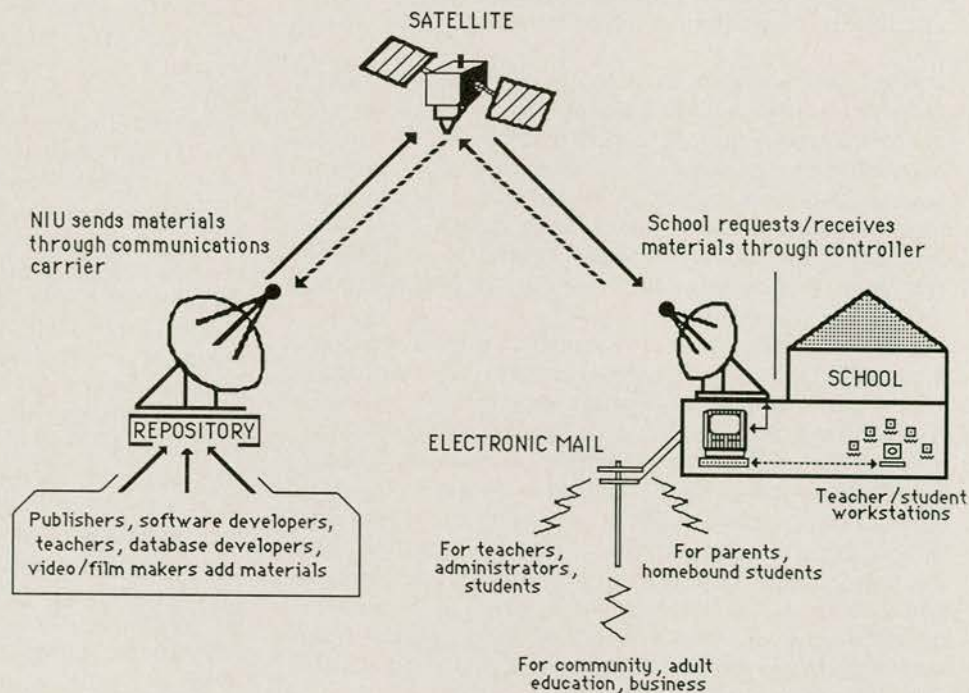 SATELLITE
NIU sends materials
through communications
carrier
School requests/receives
materials through controller
SCHOOL
REPOSITORY
ELECTRONIC MAIL
Publishers, software developers,
teachers, database developers,
video/film makers add materials
Teacher/student
workstations
For teachers,
administrators,
students
For parents,
homebound students
For community, adult
education, business